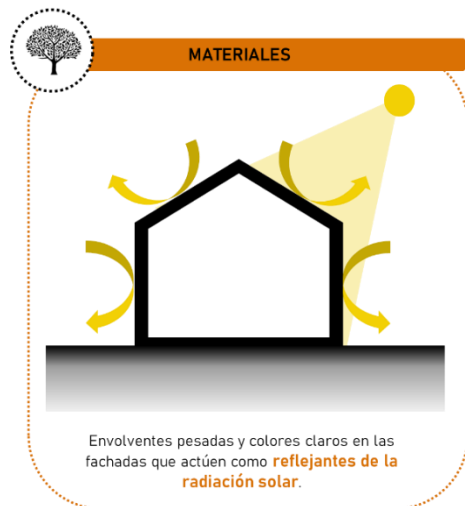 MATERIALES
Envolventes pesadas y colores claros en las
fachadas que actúen como reflejantes de la
radiación solar.